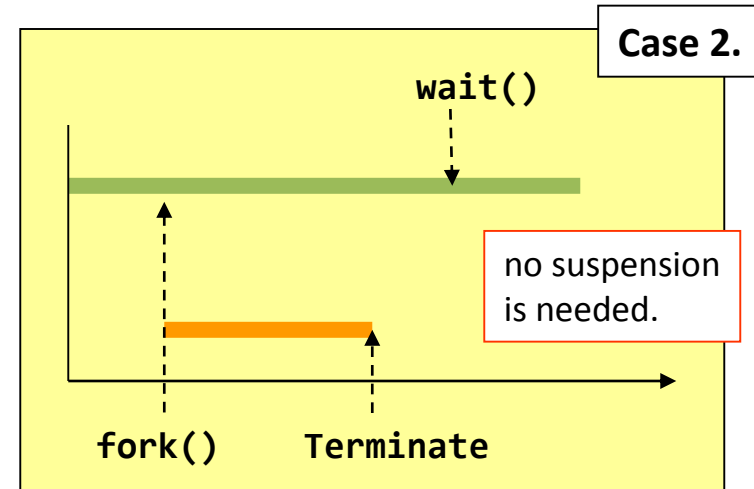 Case 2.
wait()
no suspension
is needed.
fork()
Terminate